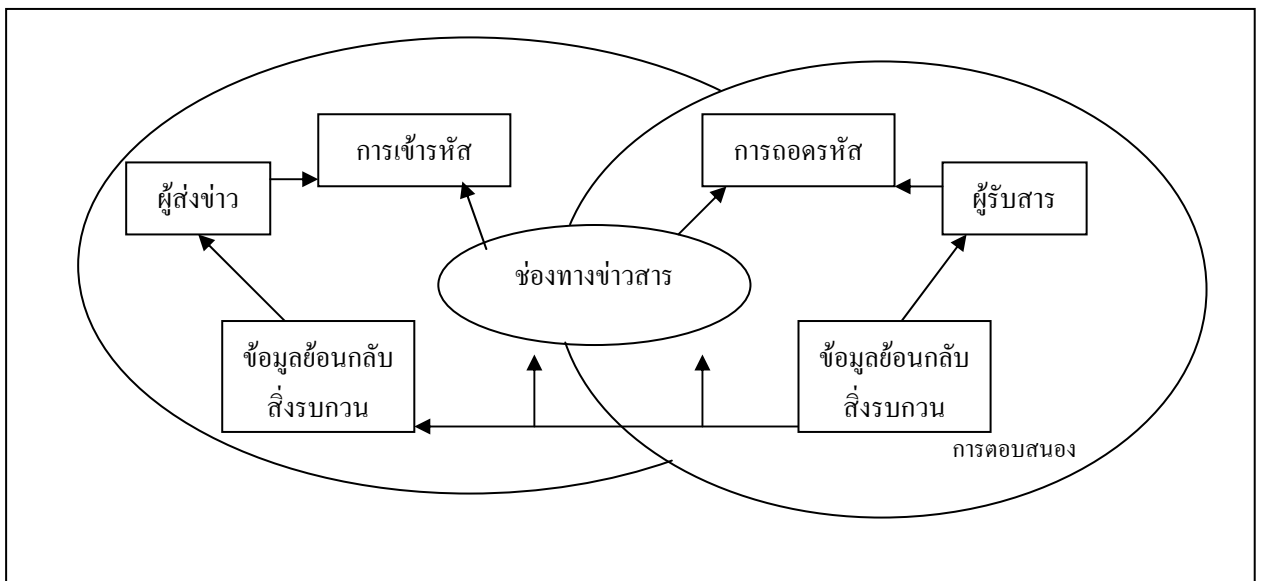 การเข้ารหัส
การถอดรหัส
ผู้ส่งข่าว
ผู้รับสาร
ช่องทางข่าวสาร
ข้อมูลย้อนกลับ
สิ่งรบกวน
ข้อมูลย้อนกลับ
สิ่งรบกวน
การตอบสนอง